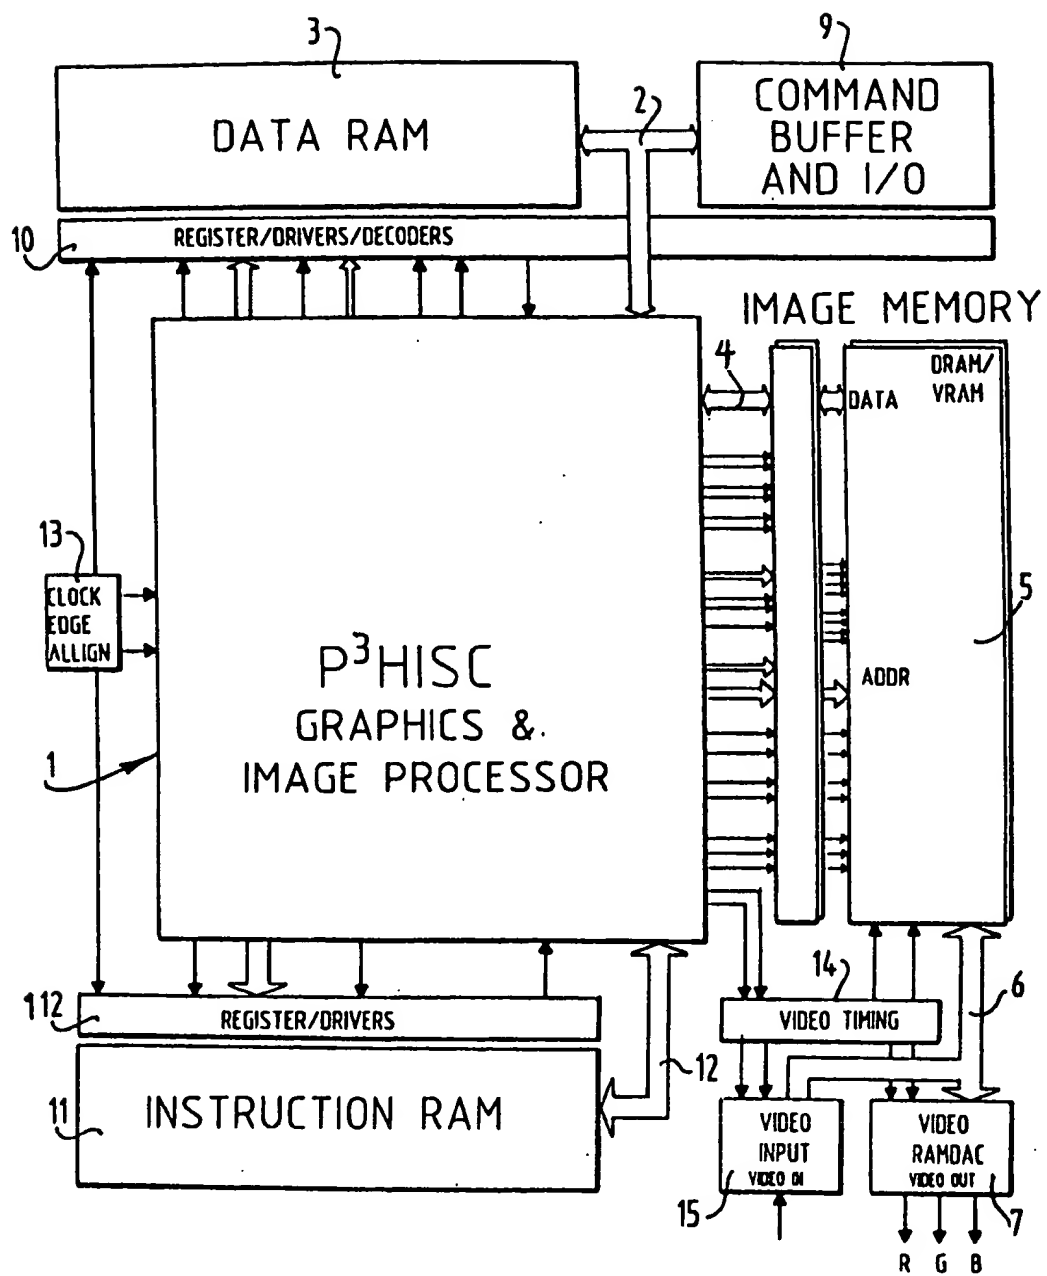 3
9
DATA RAM
2
COMMAND
BUFFER
AND I/O
10
REGISTER/DRIVERS/DECODERS
IMAGE MEMORY
4
DRAM/
VRAM
DATA
13
CLOCK
EDGE
ALLIGN
5
P³HISC
GRAPHICS &
IMAGE PROCESSOR
ADDR
1
14
6
112
REGISTER/DRIVERS
VIDEO TIMING
12
11
INSTRUCTION RAM
VIDEO
INPUT
VIDEO IN
VIDEO
RAMDAC
VIDEO OUT
15
7
R G B